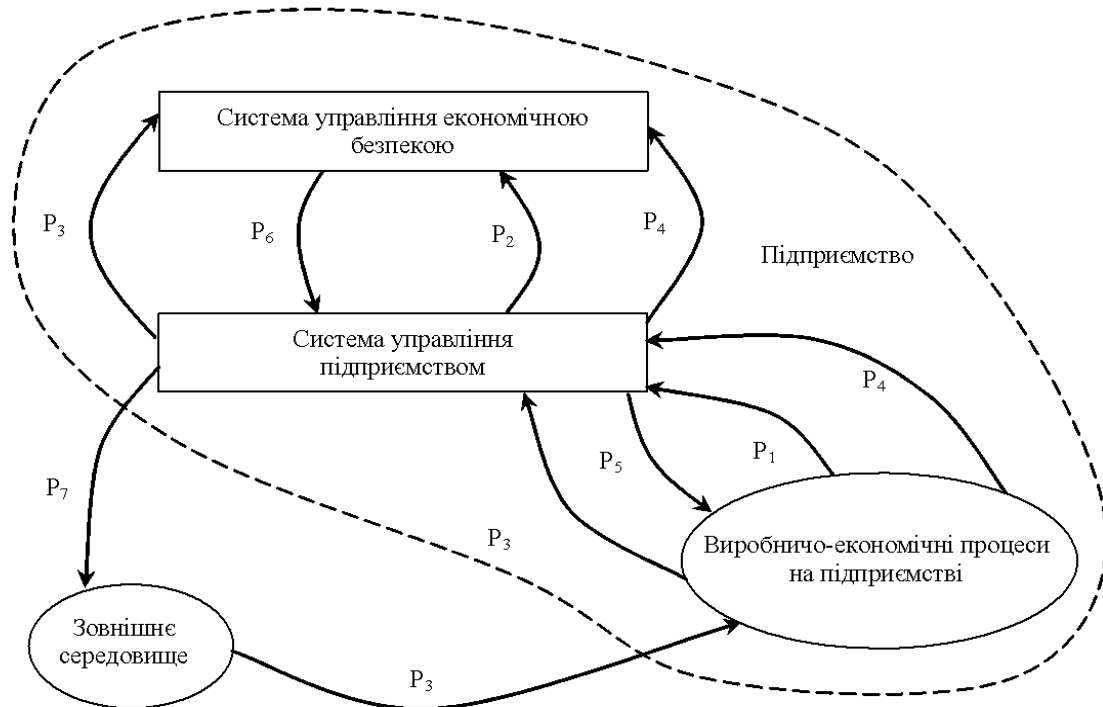 Система управління економічною
безпекою
P₃
P₆
P₂
P₄
Підприємство
Система управління
підприємством
P₄
P₇
P₅
P₁
P₃
Виробничо-економічні процеси
на підприємстві
Зовнішнє
середовище
P₃